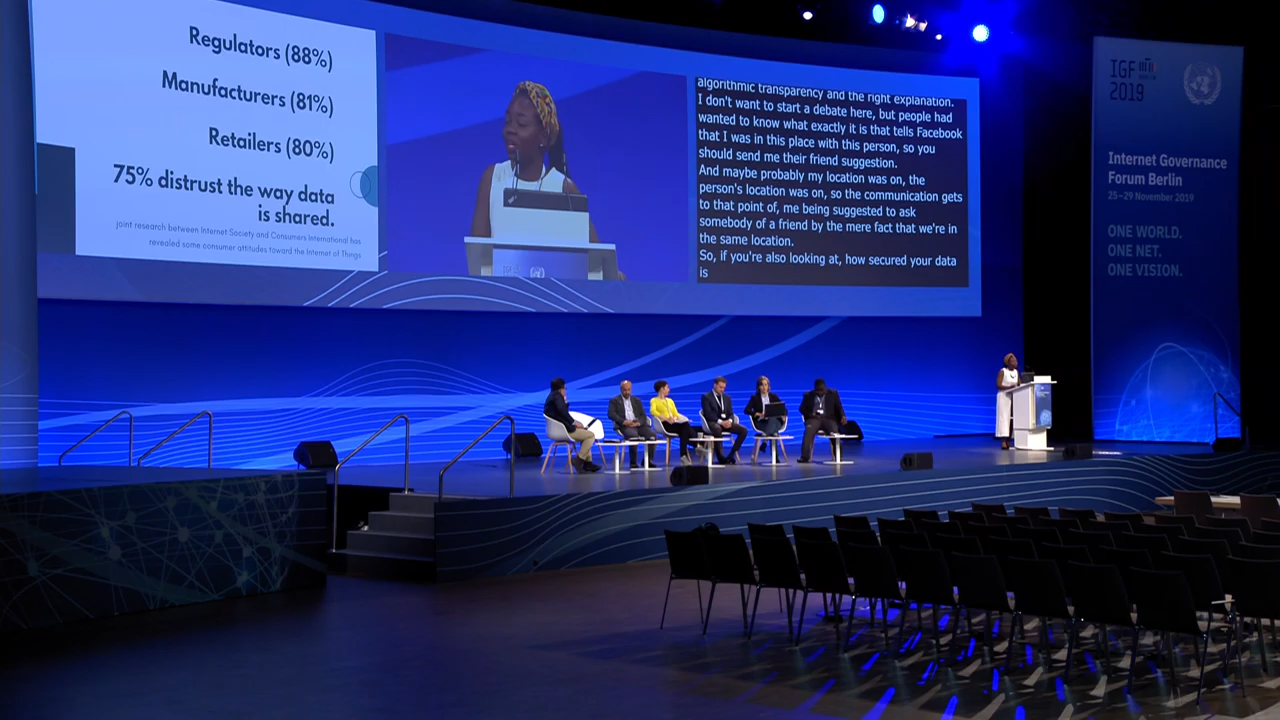 Regulators (88%)
Manufacturers (81%)
Retailers (80%)
75% distrust the way data
is shared.
joint research between Internet Society and Consumers International has
revealed some consumer attitudes toward the Internet of Things
algorithmic transparency and the right explanation.
I don't want to start a debate here, but people had
wanted to know what exactly it is that tells Facebook
that I was in this place with this person, so you
should send me their friend suggestion.
And maybe probably my location was on, the
person's location was on, so the communication gets
to that point of, me being suggested to ask
somebody of a friend by the mere fact that we're in
the same location.
So, if you're also looking at, how secured your data
is
IGF
2019
Internet Governance
Forum Berlin
25–29 November 2019
ONE WORLD.
ONE NET.
ONE VISION.